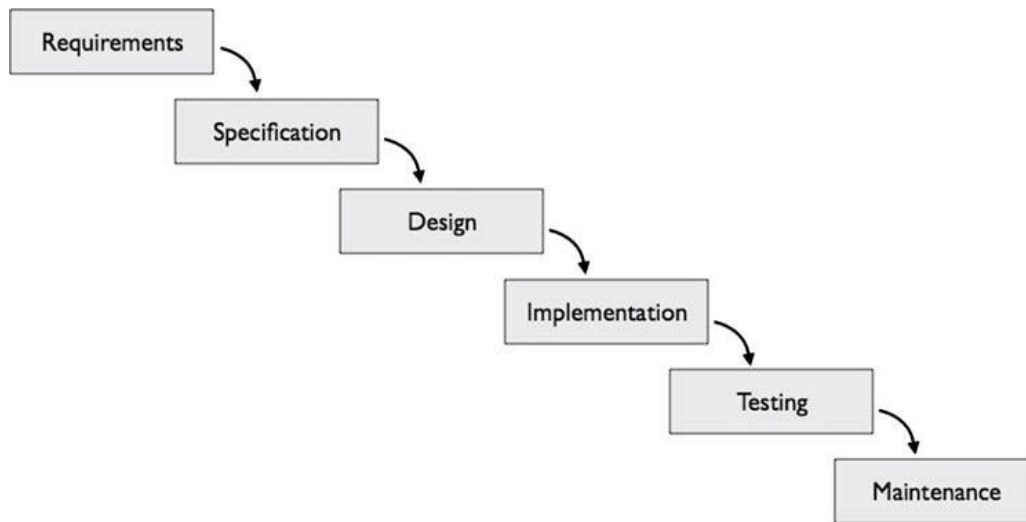 Requirements
Specification
Design
Implementation
Testing
Maintenance